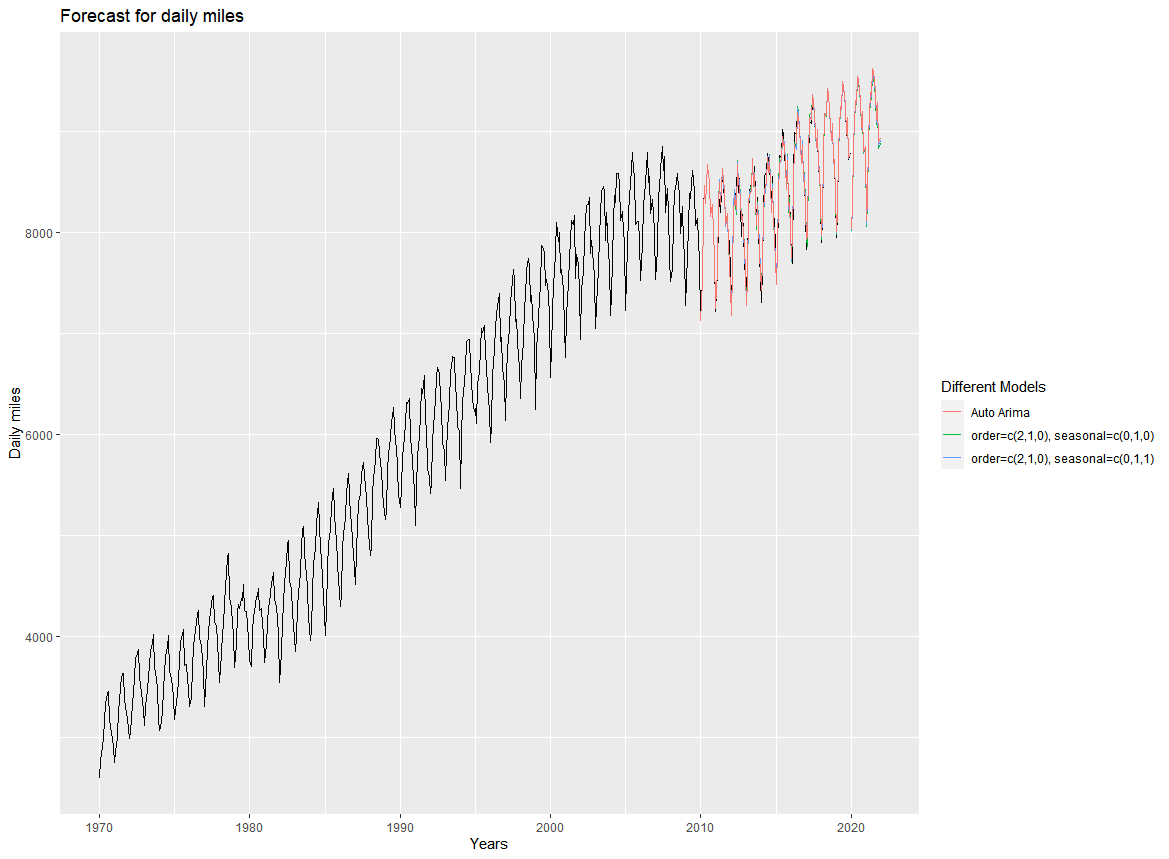 Forecast for daily miles
Daily miles
8000
6000
4000
1970 1980 1990 2000 2010 2020
Years
Different Models
Auto Arima
order=c(2,1,0), seasonal=c(0,1,0)
order=c(2,1,0), seasonal=c(0,1,1)